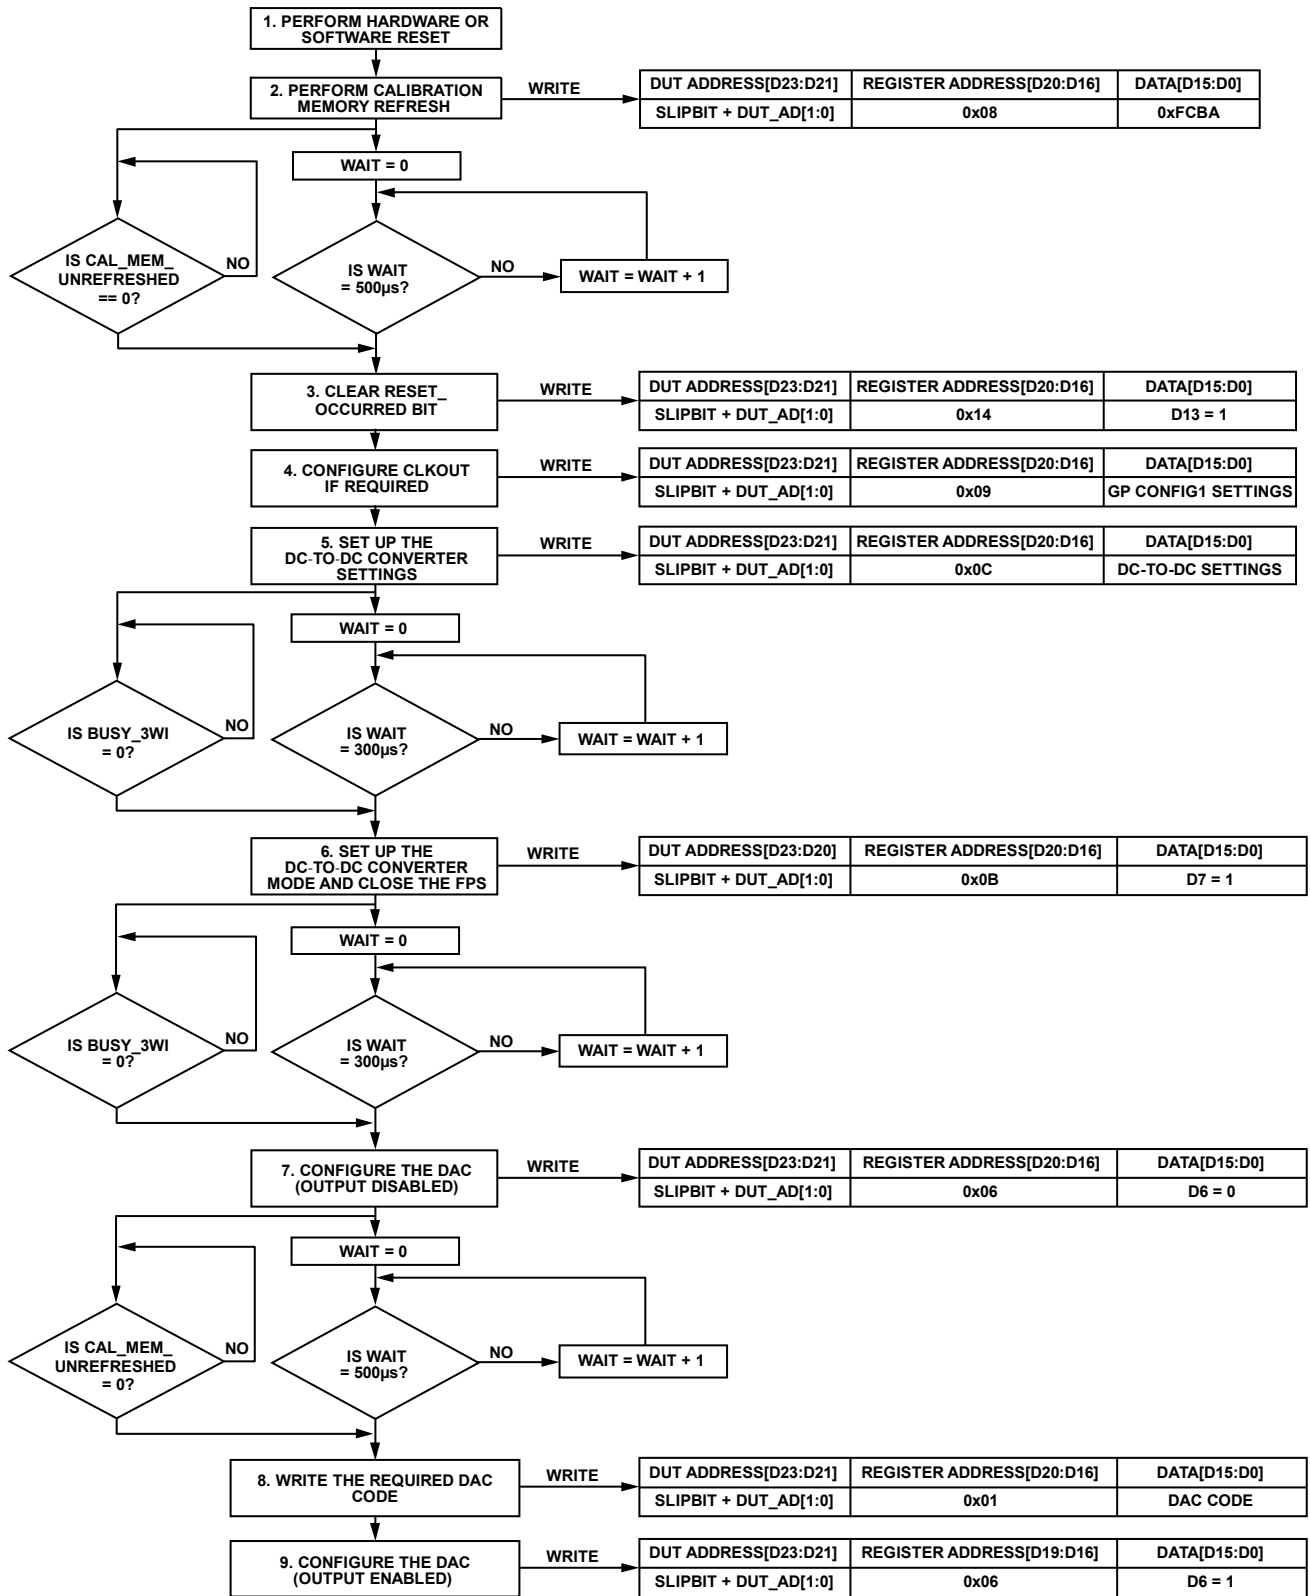 1. PERFORM HARDWARE OR
SOFTWARE RESET
2. PERFORM CALIBRATION
MEMORY REFRESH
WRITE
DUT ADDRESS[D23:D21] REGISTER ADDRESS[D20:D16] DATA[D15:D0]
SLIPBIT + DUT_AD[1:0] 0x08 0xFCBA
WAIT = 0
IS CAL_MEM_
UNREFRESHED
== 0?
NO
IS WAIT
= 500µs?
NO
WAIT = WAIT + 1
3. CLEAR RESET_
OCCURRED BIT
WRITE
DUT ADDRESS[D23:D21] REGISTER ADDRESS[D20:D16] DATA[D15:D0]
SLIPBIT + DUT_AD[1:0] 0x14 D13 = 1
4. CONFIGURE CLKOUT
IF REQUIRED
WRITE
DUT ADDRESS[D23:D21] REGISTER ADDRESS[D20:D16] DATA[D15:D0]
SLIPBIT + DUT_AD[1:0] 0x09 GP CONFIG1 SETTINGS
5. SET UP THE
DC-TO-DC CONVERTER
SETTINGS
WRITE
DUT ADDRESS[D23:D21] REGISTER ADDRESS[D20:D16] DATA[D15:D0]
SLIPBIT + DUT_AD[1:0] 0x0C DC-TO-DC SETTINGS
WAIT = 0
IS BUSY_3WI
= 0?
NO
IS WAIT
= 300µs?
NO
WAIT = WAIT + 1
6. SET UP THE
DC-TO-DC CONVERTER
MODE AND CLOSE THE FPS
WRITE
DUT ADDRESS[D23:D20] REGISTER ADDRESS[D20:D16] DATA[D15:D0]
SLIPBIT + DUT_AD[1:0] 0x0B D7 = 1
WAIT = 0
IS BUSY_3WI
= 0?
NO
IS WAIT
= 300µs?
NO
WAIT = WAIT + 1
7. CONFIGURE THE DAC
(OUTPUT DISABLED)
WRITE
DUT ADDRESS[D23:D21] REGISTER ADDRESS[D20:D16] DATA[D15:D0]
SLIPBIT + DUT_AD[1:0] 0x06 D6 = 0
WAIT = 0
IS CAL_MEM_
UNREFRESHED
= 0?
NO
IS WAIT
= 500µs?
NO
WAIT = WAIT + 1
8. WRITE THE REQUIRED DAC
CODE
WRITE
DUT ADDRESS[D23:D21] REGISTER ADDRESS[D20:D16] DATA[D15:D0]
SLIPBIT + DUT_AD[1:0] 0x01 DAC CODE
9. CONFIGURE THE DAC
(OUTPUT ENABLED)
WRITE
DUT ADDRESS[D23:D21] REGISTER ADDRESS[D19:D16] DATA[D15:D0]
SLIPBIT + DUT_AD[1:0] 0x06 D6 = 1